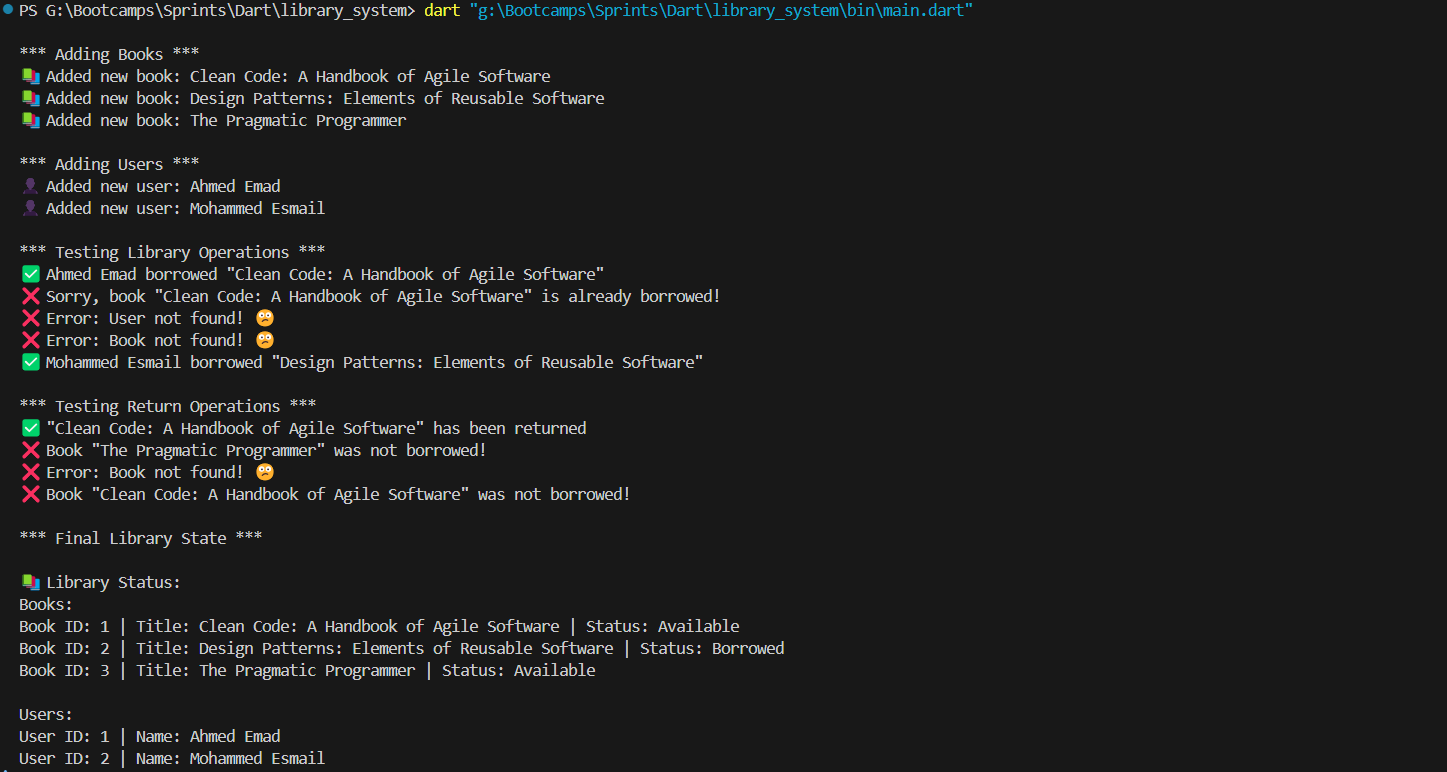 PS G:\Bootcamps\Sprints\Dart\library_system> dart "g:\Bootcamps\Sprints\Dart\library_system\bin\main.dart"
*** Adding Books ***
📚 Added new book: Clean Code: A Handbook of Agile Software
📚 Added new book: Design Patterns: Elements of Reusable Software
📚 Added new book: The Pragmatic Programmer
*** Adding Users ***
👤 Added new user: Ahmed Emad
👤 Added new user: Mohammed Esmail
*** Testing Library Operations ***
✅ Ahmed Emad borrowed "Clean Code: A Handbook of Agile Software"
❌ Sorry, book "Clean Code: A Handbook of Agile Software" is already borrowed!
❌ Error: User not found! 🙁
❌ Error: Book not found! 🙁
✅ Mohammed Esmail borrowed "Design Patterns: Elements of Reusable Software"
*** Testing Return Operations ***
✅ "Clean Code: A Handbook of Agile Software" has been returned
❌ Book "The Pragmatic Programmer" was not borrowed!
❌ Error: Book not found! 🙁
❌ Book "Clean Code: A Handbook of Agile Software" was not borrowed!
*** Final Library State ***
📚 Library Status:
Books:
Book ID: 1 | Title: Clean Code: A Handbook of Agile Software | Status: Available
Book ID: 2 | Title: Design Patterns: Elements of Reusable Software | Status: Borrowed
Book ID: 3 | Title: The Pragmatic Programmer | Status: Available
Users:
User ID: 1 | Name: Ahmed Emad
User ID: 2 | Name: Mohammed Esmail